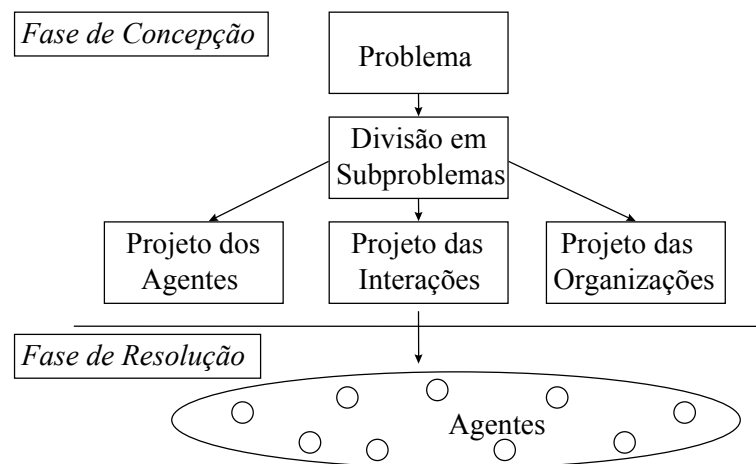 Fase de Concepção
Problema
Divisão em
Subproblemas
Projeto dos
Agentes
Projeto das
Interações
Projeto das
Organizações
Fase de Resolução
Agentes